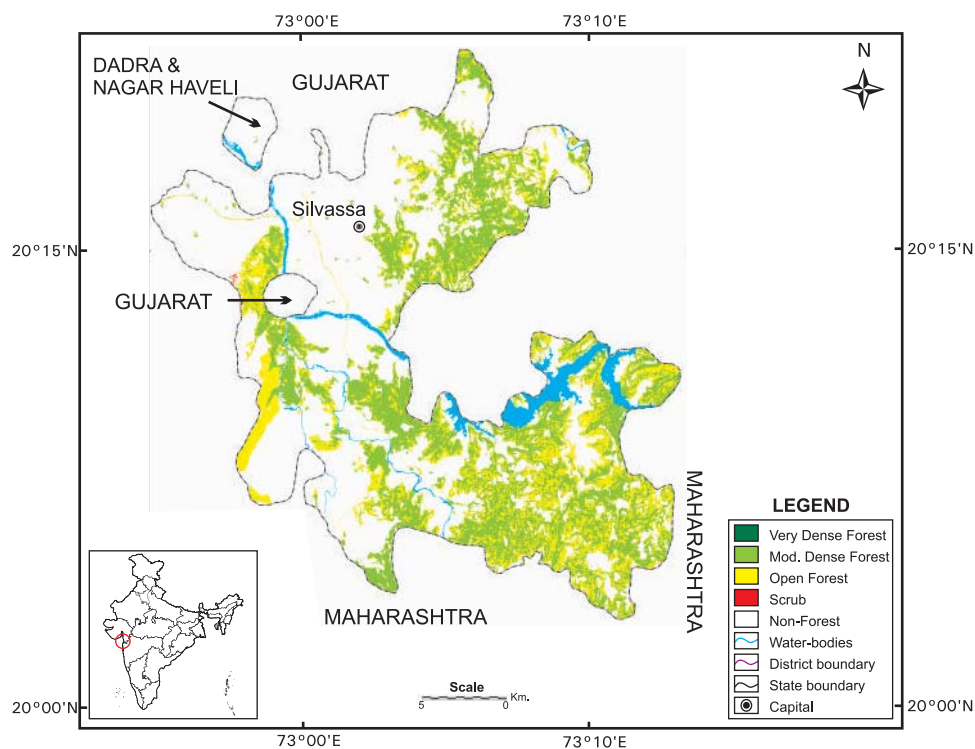 73°00'E
73°10'E
DADRA &
NAGAR HAVELI
GUJARAT
N
Silvassa
20°15'N
20°15'N
GUJARAT
MAHARASHTRA
MAHARASHTRA
LEGEND
Very Dense Forest
Mod. Dense Forest
Open Forest
Scrub
Non-Forest
Water-bodies
District boundary
State boundary
Capital
Scale
5 0 Km.
20°00'N
20°00'N
73°00'E
73°10'E